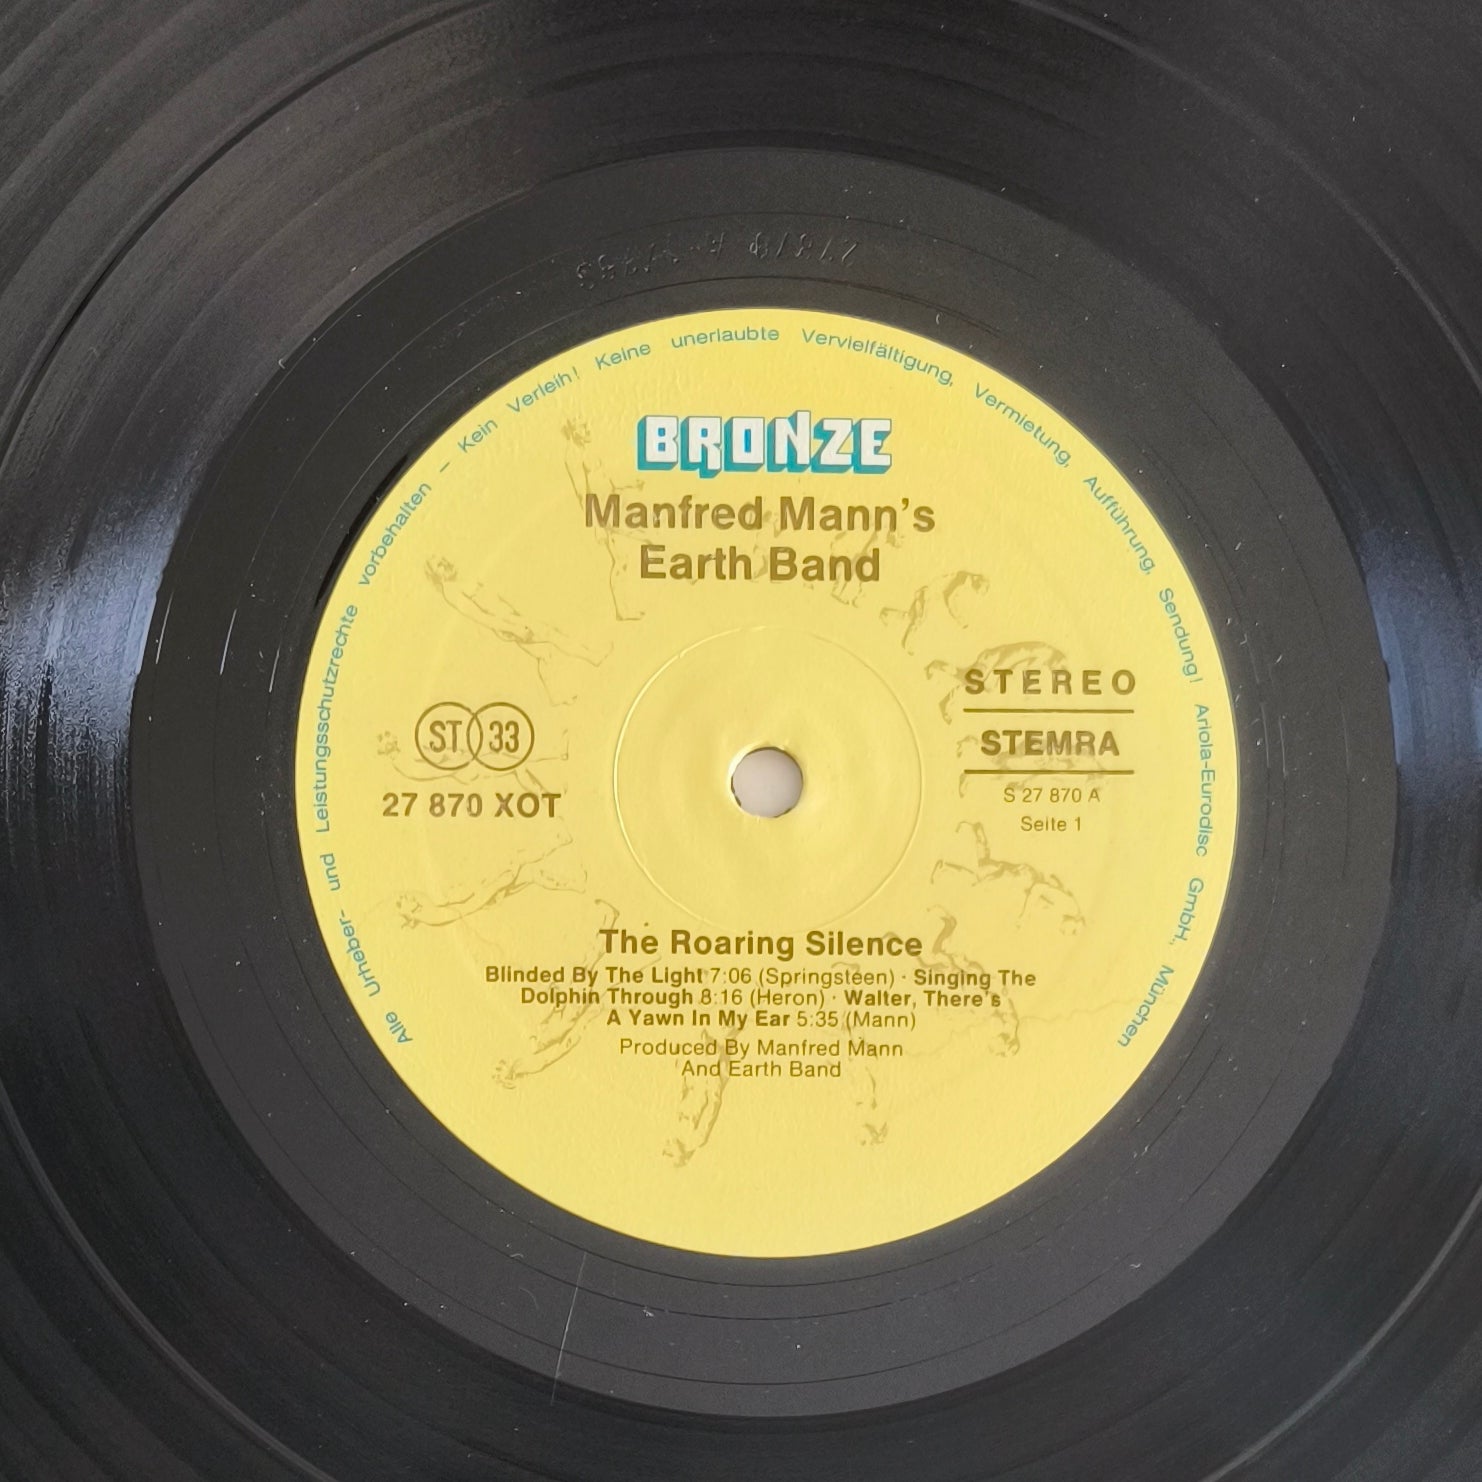 Alle Urheber- und Leistungsschutzrechte vorbehalten – Kein Verleih! Keine unerlaubte Vervielfältigung, Vermietung, Aufführung, Sendung! Ariola-Eurodisc GmbH., München
BRONZE
Manfred Mann's
Earth Band
ST 33
27 870 XOT
STEREO
STEMRA
S 27 870 A
Seite 1
The Roaring Silence
Blinded By The Light 7:06 (Springsteen) · Singing The
Dolphin Through 8:16 (Heron) · Walter, There's
A Yawn In My Ear 5:35 (Mann)
Produced By Manfred Mann
And Earth Band